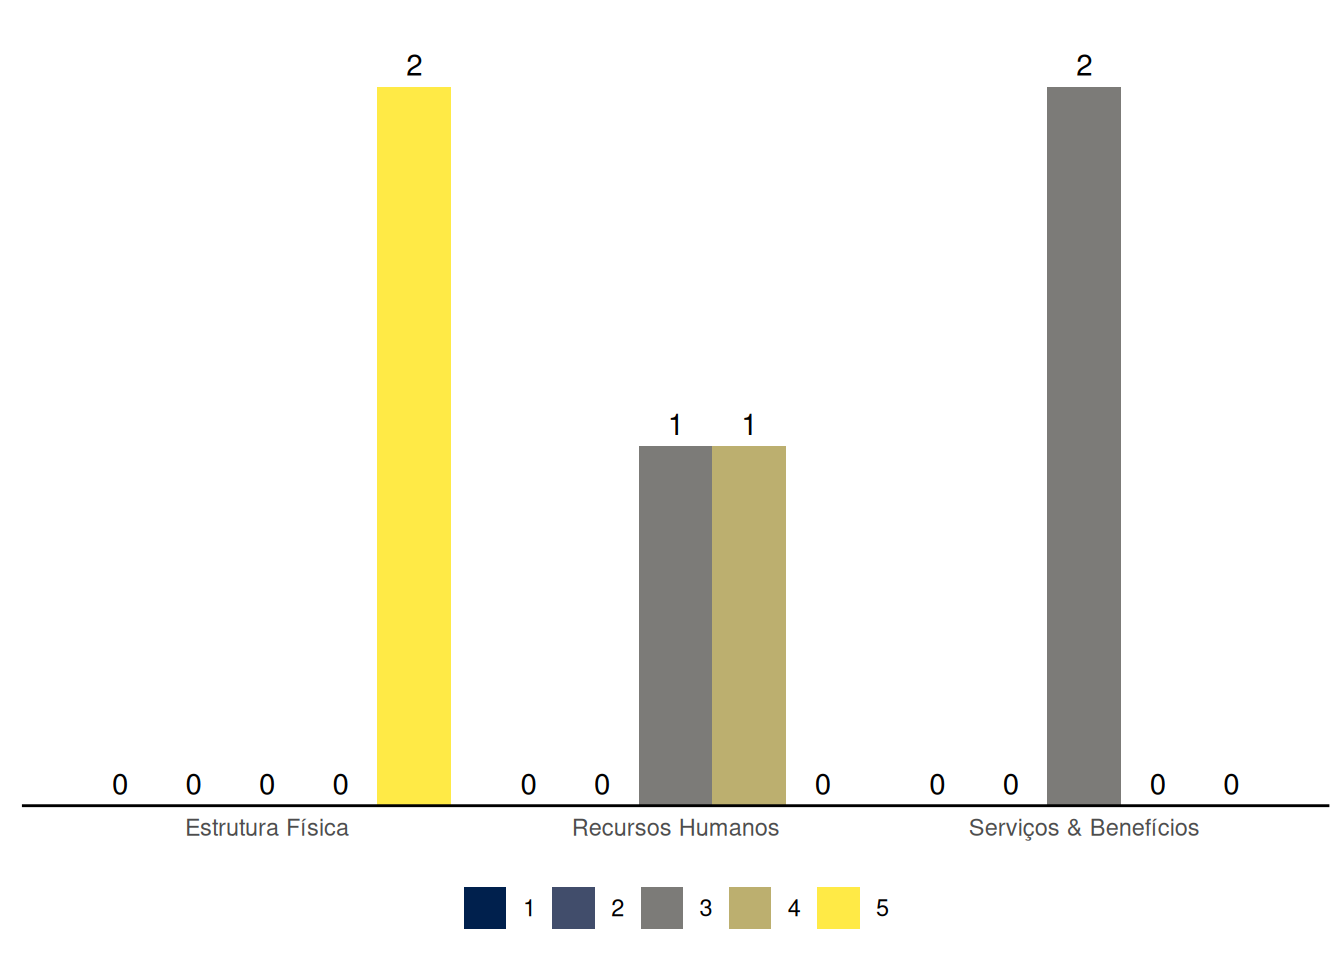 2 2
1 1
0 0 0 0 0 0 0 0 0 0 0
Estrutura Física Recursos Humanos Serviços & Benefícios
1 2 3 4 5